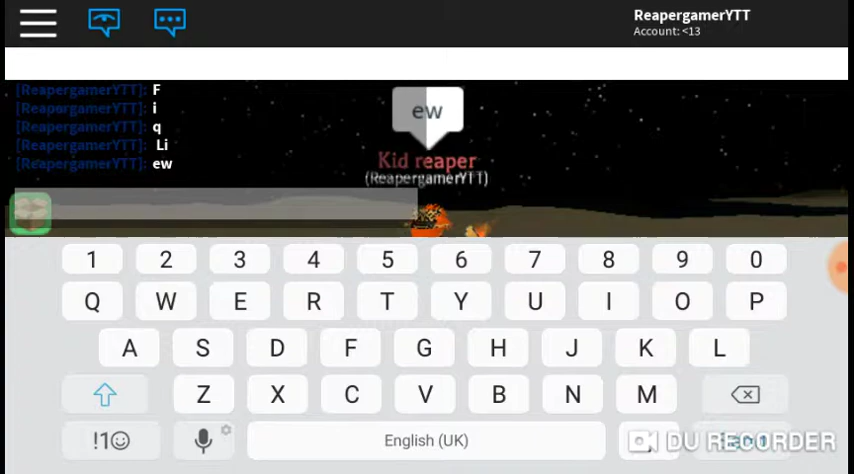 ReapergamerYTT
Account: <13
[ReapergamerYTT]: F
[ReapergamerYTT]: i
[ReapergamerYTT]: q
[ReapergamerYTT]: Li
[ReapergamerYTT]: ew
ew
Kid reaper
(ReapergamerYTT)
1 2 3 4 5 6 7 8 9 0
Q W E R T Y U I O P
A S D F G H J K L
Z X C V B N M
!1☺ English (UK)
DU RECORDER